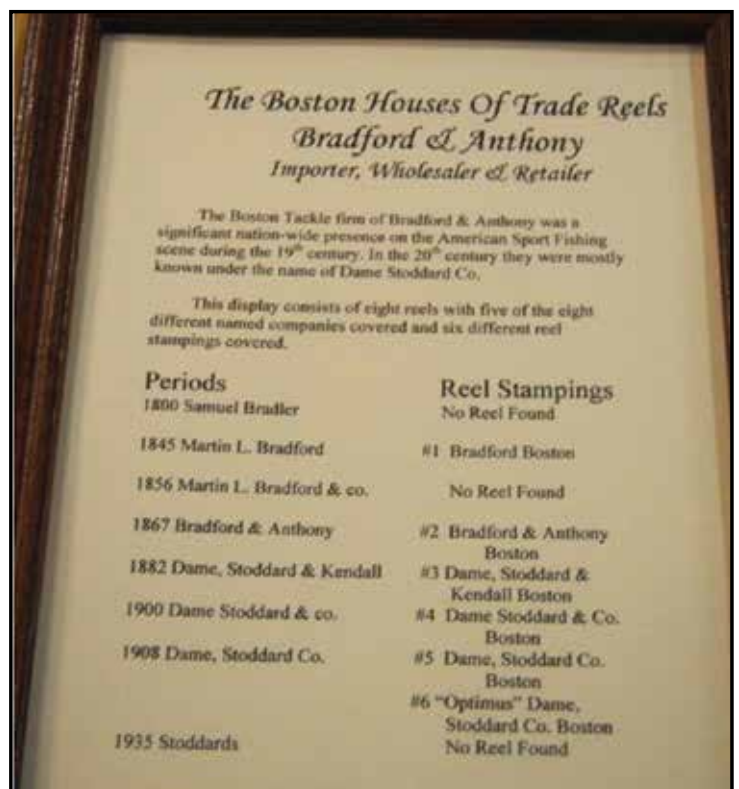 The Boston Houses Of Trade Reels
Bradford & Anthony
Importer, Wholesaler & Retailer
The Boston Tackle firm of Bradford & Anthony was a
significant nation-wide presence on the American Sport Fishing
scene during the 19th century. In the 20th century they were mostly
known under the name of Dame Stoddard Co.
This display consists of eight reels with five of the eight
different named companies covered and six different reel
stampings covered.
Periods
1800 Samuel Bradler
1845 Martin L. Bradford
1856 Martin L. Bradford & co.
1867 Bradford & Anthony
1882 Dame, Stoddard & Kendall
1900 Dame Stoddard & co.
1908 Dame, Stoddard Co.
1935 Stoddards
Reel Stampings
No Reel Found
#1 Bradford Boston
No Reel Found
#2 Bradford & Anthony
Boston
#3 Dame, Stoddard &
Kendall Boston
#4 Dame Stoddard & Co.
Boston
#5 Dame, Stoddard Co.
Boston
#6 "Optimus" Dame,
Stoddard Co. Boston
No Reel Found